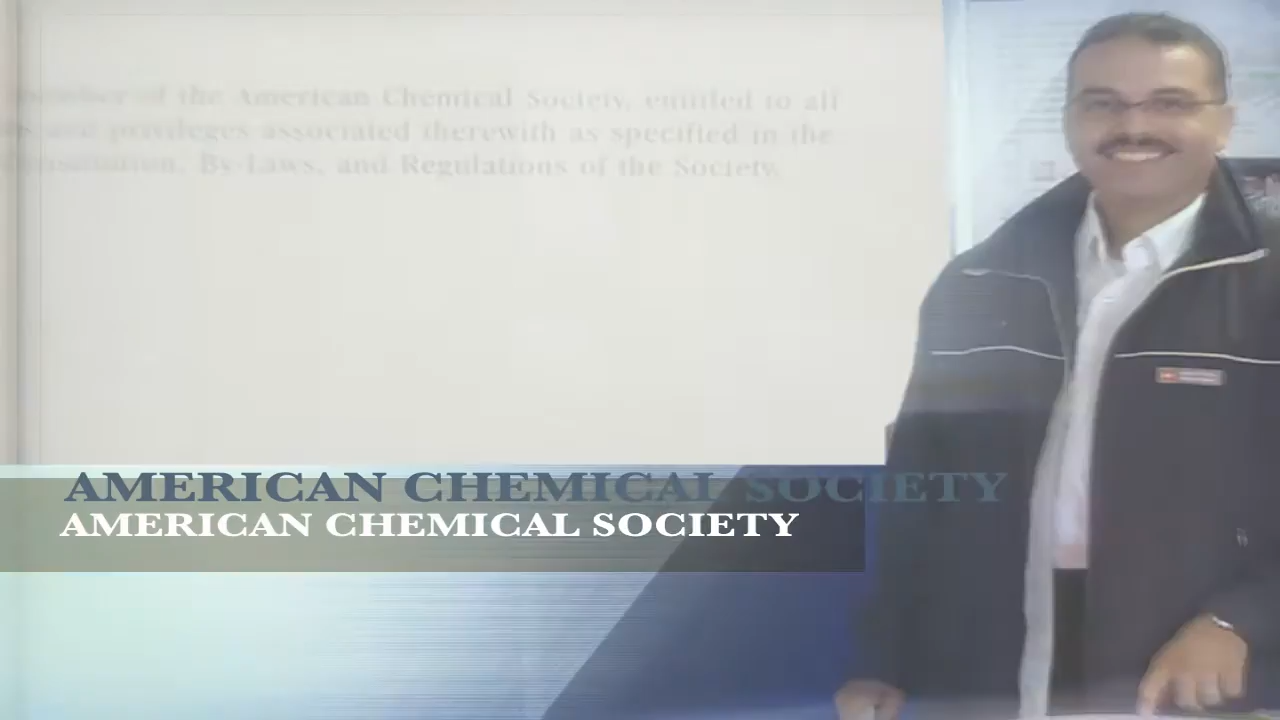 member of the American Chemical Society, entitled to all
and privileges associated therewith as specified in the
Constitution, By-Laws, and Regulations of the Society.
AMERICAN CHEMICAL SOCIETY
AMERICAN CHEMICAL SOCIETY